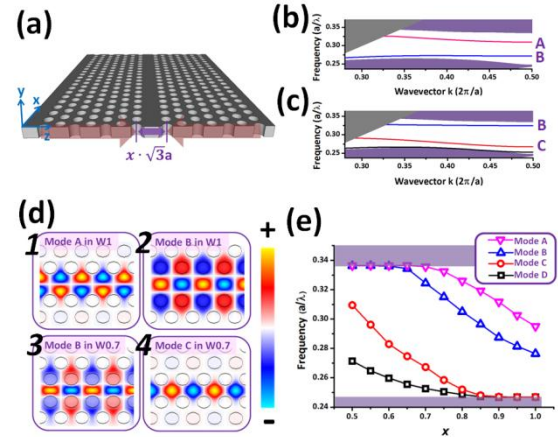 (a)
y
x
z
x · √3a
(b)
Frequency (a/λ)
0.35
0.30
0.25
A
B
0.30 0.35 0.40 0.45 0.50
Wavevector k (2π/a)
(c)
Frequency (a/λ)
0.35
0.30
0.25
B
C
0.30 0.35 0.40 0.45 0.50
Wavevector k (2π/a)
(d)
1 Mode A in W1
2 Mode B in W1
3 Mode B in W0.7
4 Mode C in W0.7
+
-
(e)
Mode A
Mode B
Mode C
Mode D
Frequency (a/λ)
0.34
0.32
0.30
0.28
0.26
0.24
0.5 0.6 0.7 0.8 0.9 1.0
x